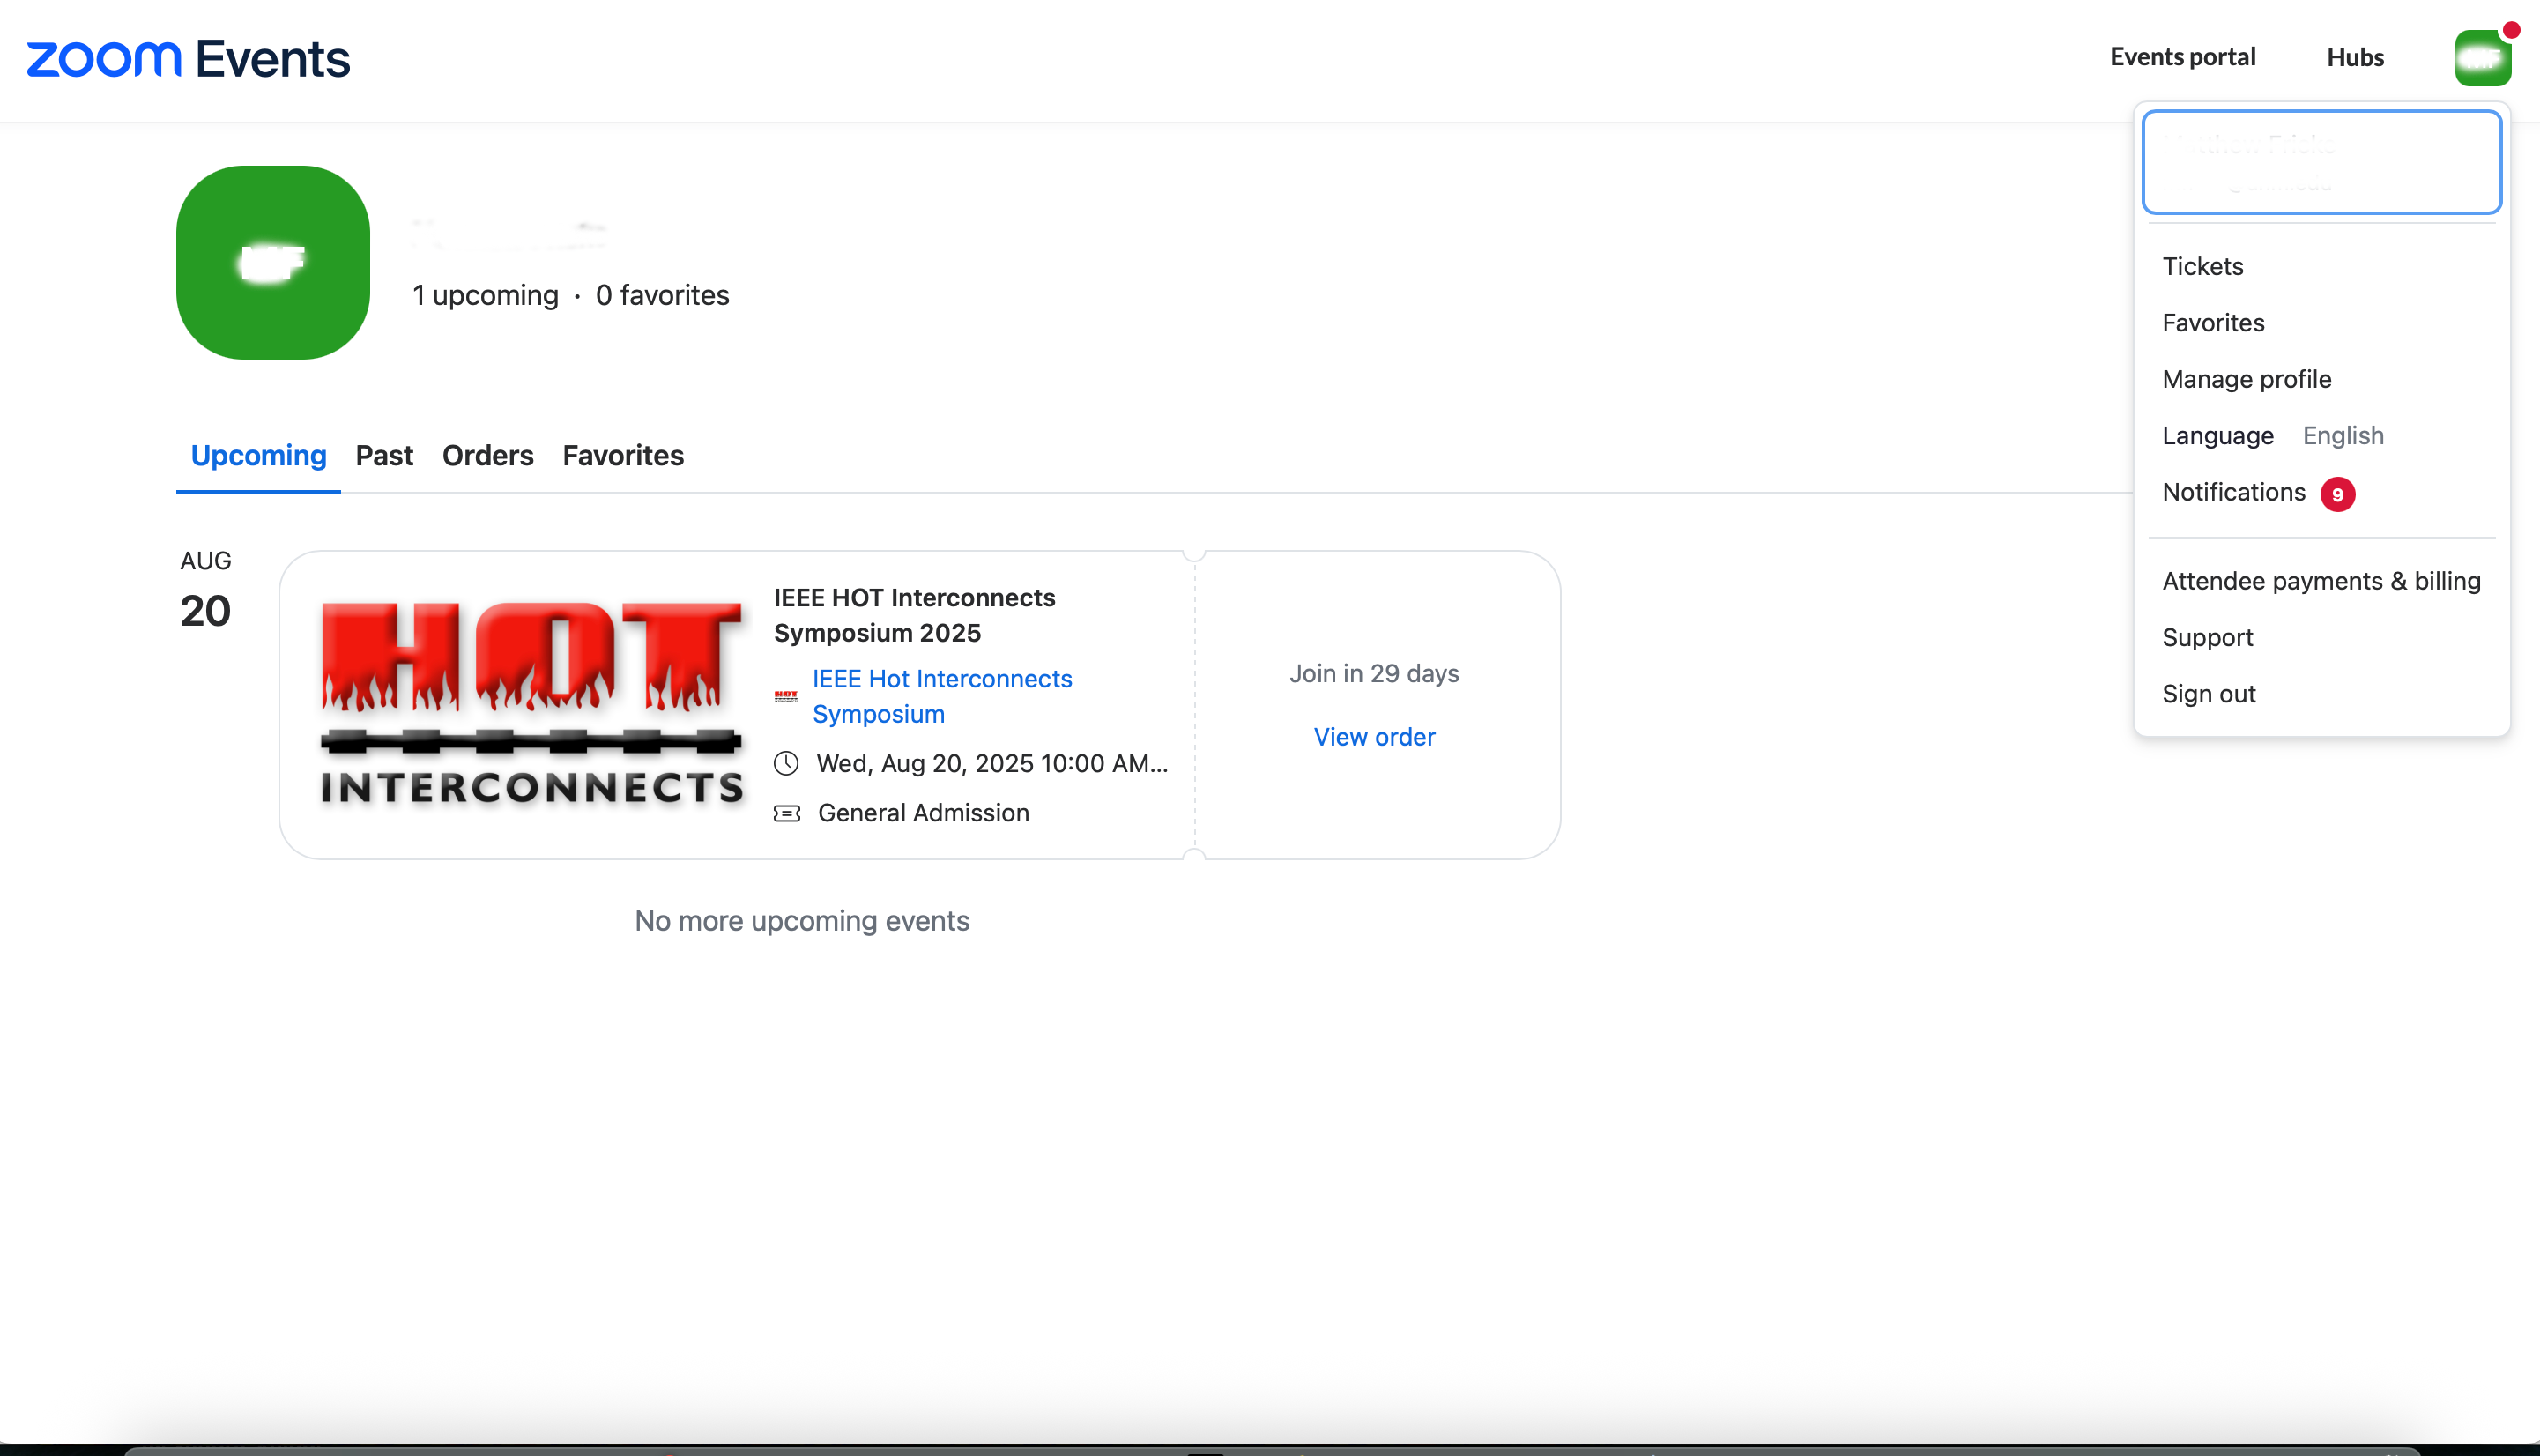 zoom Events
Events portal
Hubs
1 upcoming · 0 favorites
Upcoming
Past
Orders
Favorites
AUG
20
HOT
INTERCONNECTS
IEEE HOT Interconnects
Symposium 2025
IEEE Hot Interconnects
Symposium
Wed, Aug 20, 2025 10:00 AM...
General Admission
Join in 29 days
View order
No more upcoming events
Tickets
Favorites
Manage profile
Language English
Notifications 9
Attendee payments & billing
Support
Sign out